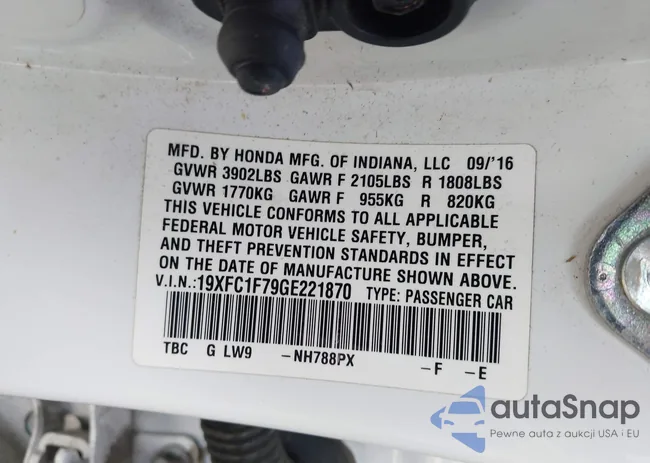 MFD. BY HONDA MFG. OF INDIANA, LLC 09/'16
GVWR 3902LBS GAWR F 2105LBS R 1808LBS
GVWR 1770KG GAWR F 955KG R 820KG
THIS VEHICLE CONFORMS TO ALL APPLICABLE
FEDERAL MOTOR VEHICLE SAFETY, BUMPER,
AND THEFT PREVENTION STANDARDS IN EFFECT
ON THE DATE OF MANUFACTURE SHOWN ABOVE.
V.I.N.:19XFC1F79GE221870 TYPE: PASSENGER CAR
TBC G LW9 -NH788PX -F -E
autaSnap
Pewne auta z aukcji USA i EU